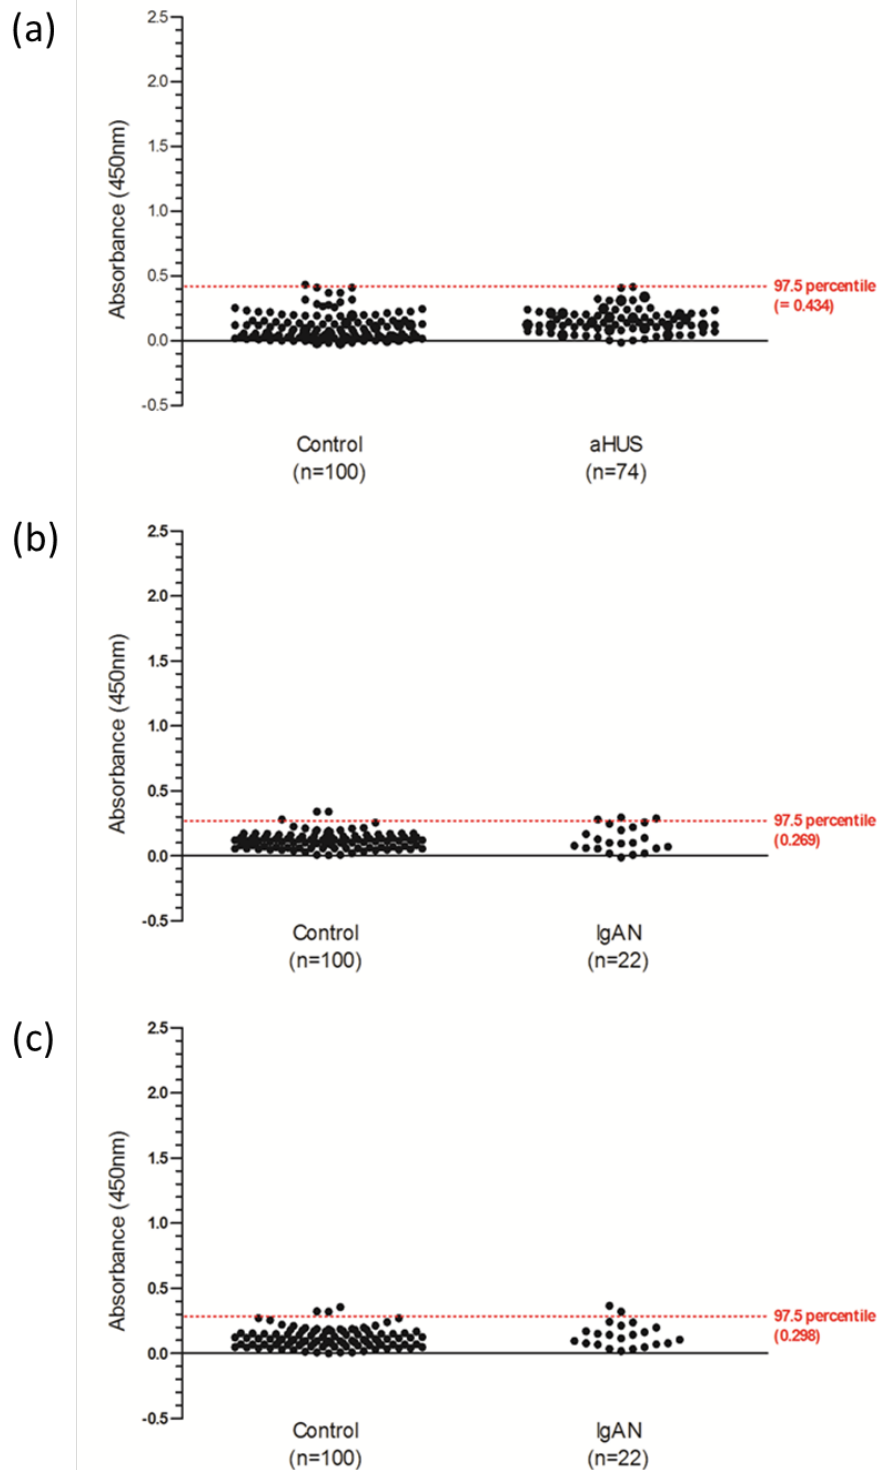 (a)
2.5
2.0
1.5
1.0
0.5
0.0
-0.5
Absorbance (450nm)
97.5 percentile
(= 0.434)
Control
(n=100)
aHUS
(n=74)
(b)
2.5
2.0
1.5
1.0
0.5
0.0
-0.5
Absorbance (450nm)
97.5 percentile
(0.269)
Control
(n=100)
IgAN
(n=22)
(c)
2.5
2.0
1.5
1.0
0.5
0.0
-0.5
Absorbance (450nm)
97.5 percentile
(0.298)
Control
(n=100)
IgAN
(n=22)